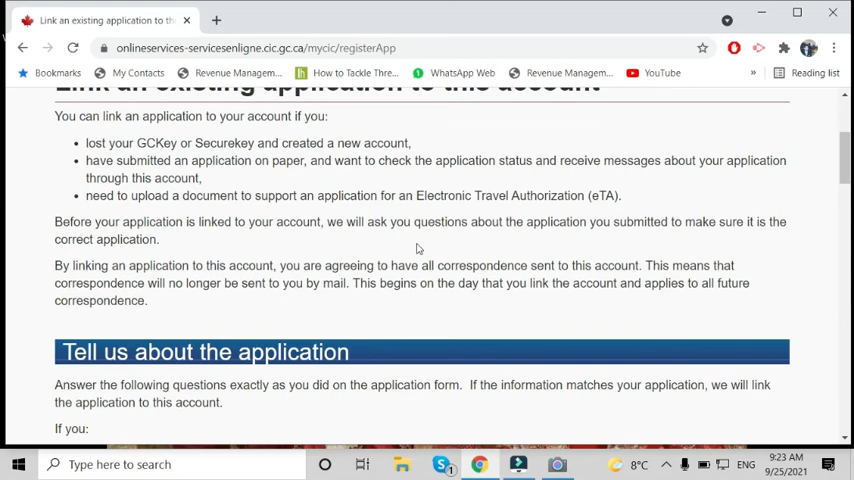 Link an existing application to th
onlineservices-servicesenligne.cic.gc.ca/mycic/registerApp
Bookmarks My Contacts Revenue Managem... How to Tackle Thre... WhatsApp Web Revenue Managem... YouTube » Reading list
Link an existing application to this account
You can link an application to your account if you:
• lost your GCKey or Securekey and created a new account,
• have submitted an application on paper, and want to check the application status and receive messages about your application
through this account,
• need to upload a document to support an application for an Electronic Travel Authorization (eTA).
Before your application is linked to your account, we will ask you questions about the application you submitted to make sure it is the
correct application.
By linking an application to this account, you are agreeing to have all correspondence sent to this account. This means that
correspondence will no longer be sent to you by mail. This begins on the day that you link the account and applies to all future
correspondence.
Tell us about the application
Answer the following questions exactly as you did on the application form. If the information matches your application, we will link
the application to this account.
If you:
Type here to search
1
8°C
ENG
9:23 AM
9/25/2021